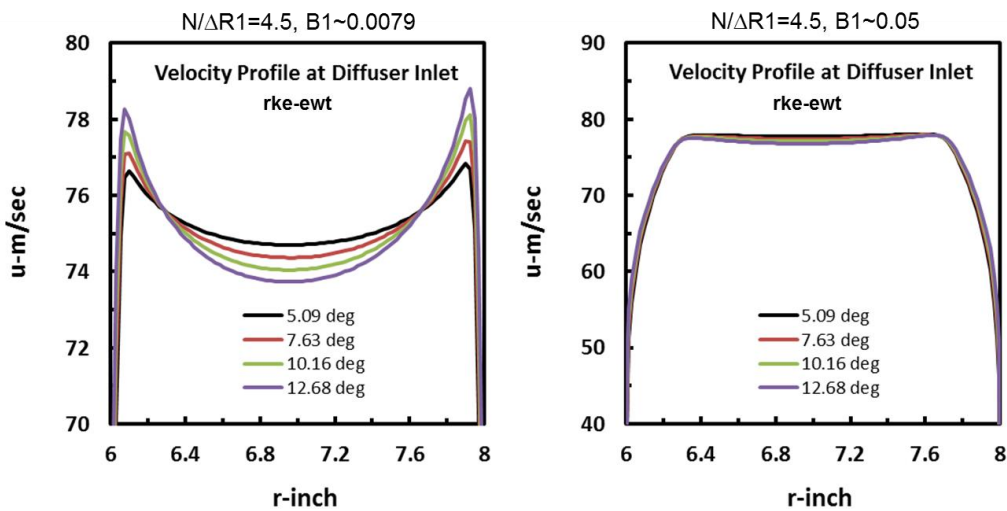 N/ΔR1=4.5, B1~0.0079
Velocity Profile at Diffuser Inlet
rke-ewt
u-m/sec
80
78
76
74
72
70
5.09 deg
7.63 deg
10.16 deg
12.68 deg
6
6.4
6.8
7.2
7.6
8
r-inch
N/ΔR1=4.5, B1~0.05
Velocity Profile at Diffuser Inlet
rke-ewt
u-m/sec
90
80
70
60
50
40
5.09 deg
7.63 deg
10.16 deg
12.68 deg
6
6.4
6.8
7.2
7.6
8
r-inch